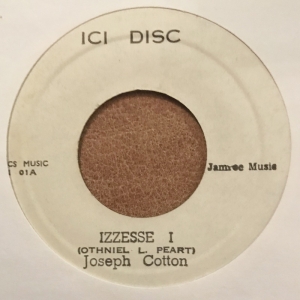 ICI DISC
CS MUSIC
01A
Jamrec Music
IZZESSE I
(OTHNIEL L. PEART)
Joseph Cotton